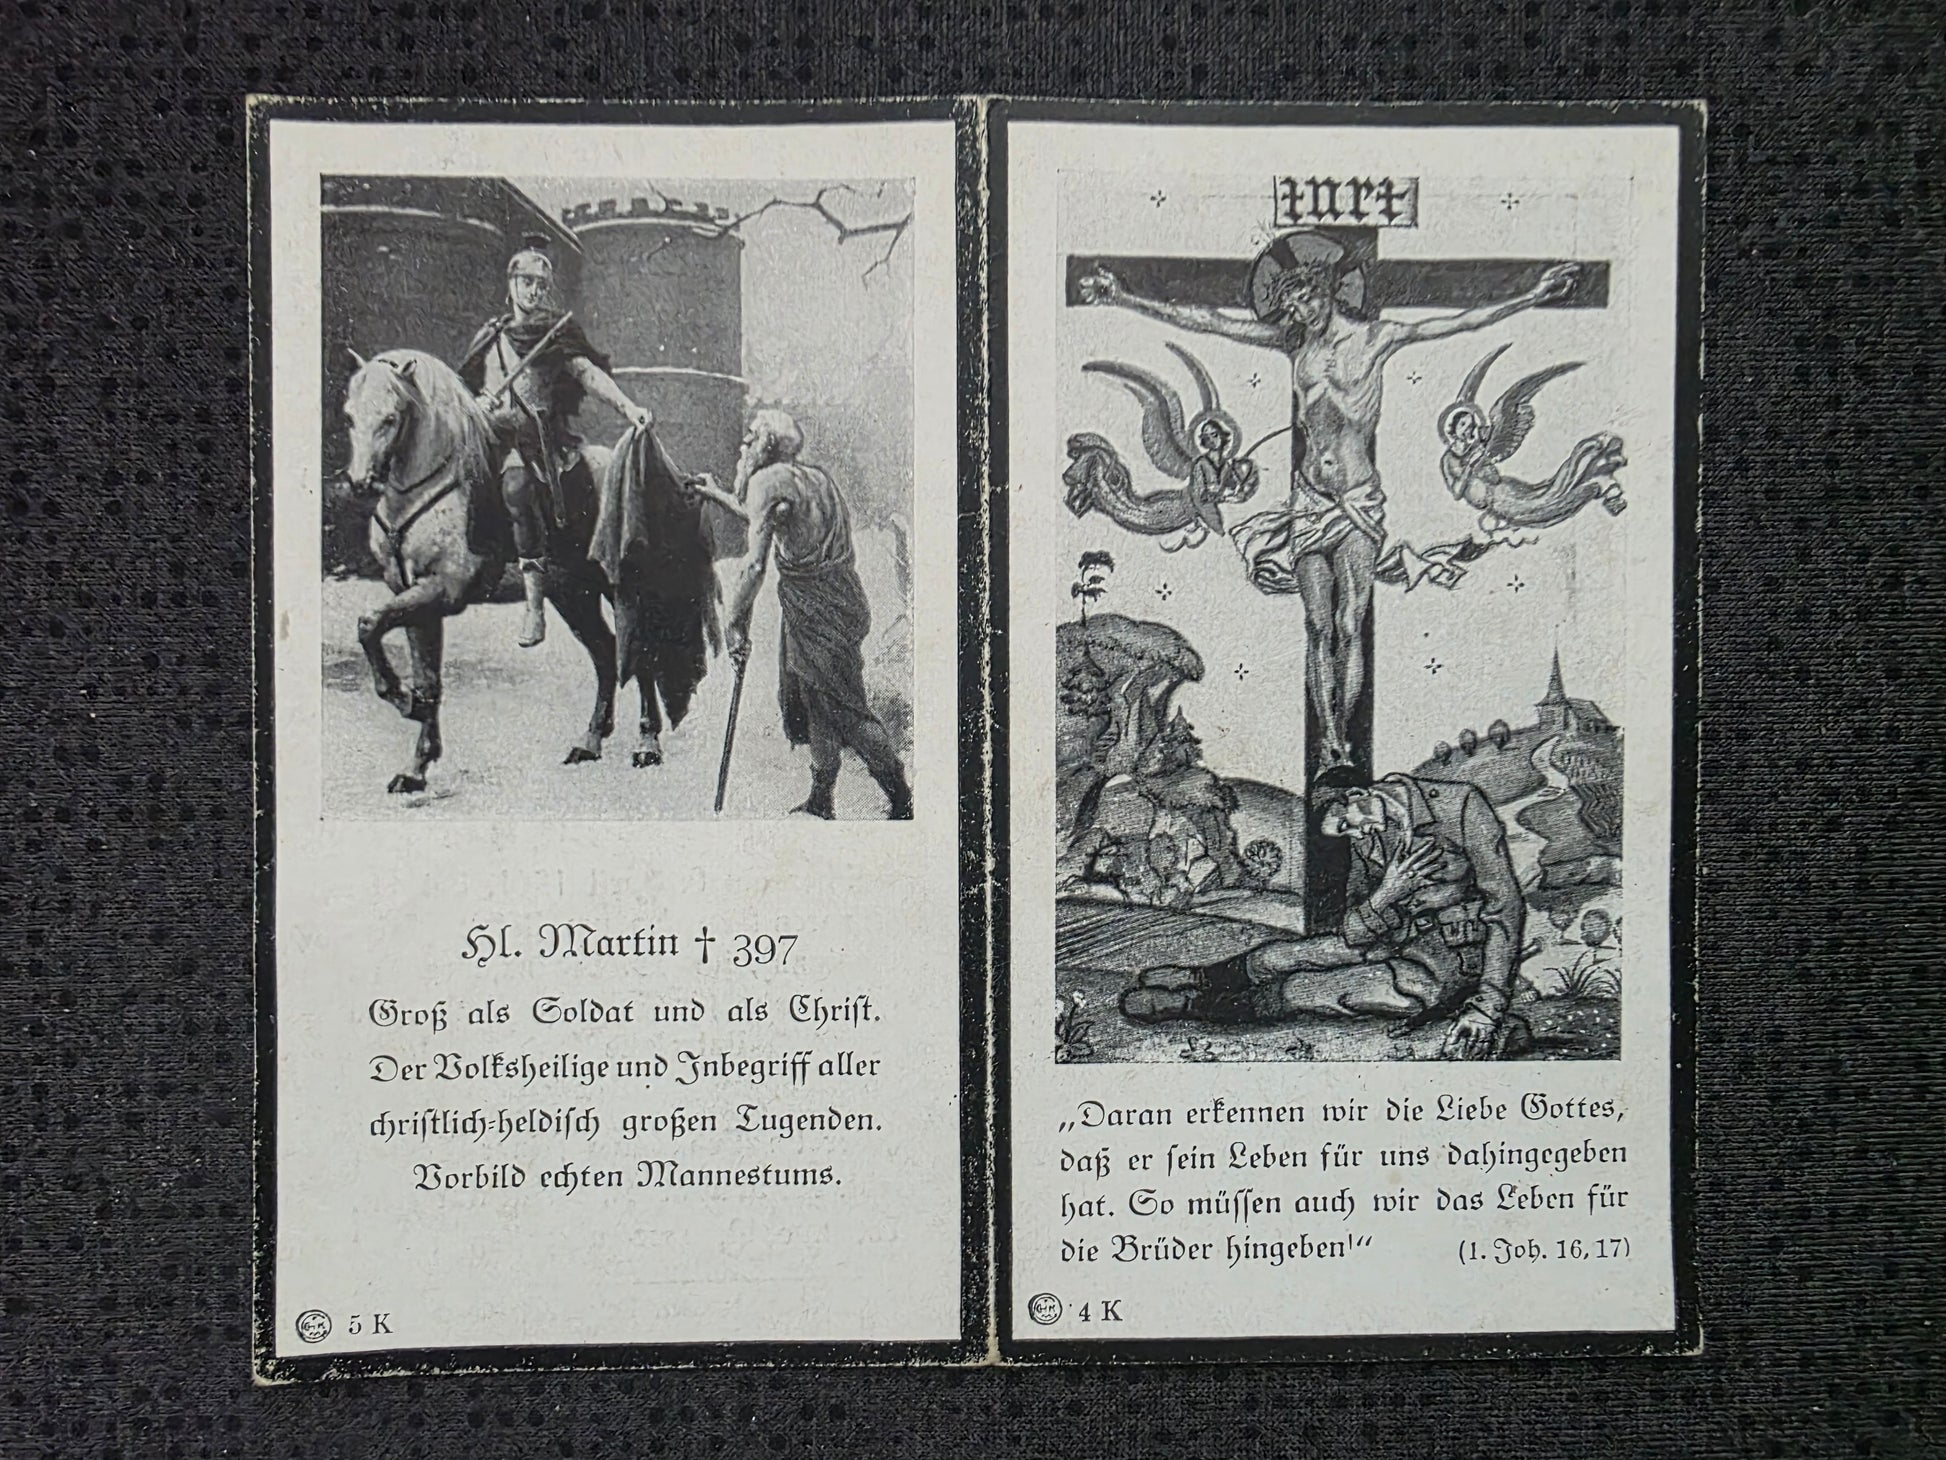 Hl. Martin † 397
Groß als Soldat und als Christ.
Der Volksheilige und Inbegriff aller
christlich-heldisch großen Tugenden.
Vorbild echten Mannestums.
5 K
„Daran erkennen wir die Liebe Gottes,
daß er sein Leben für uns dahingegeben
hat. So müssen auch wir das Leben für
die Brüder hingeben!“ (1. Joh. 16, 17)
4 K